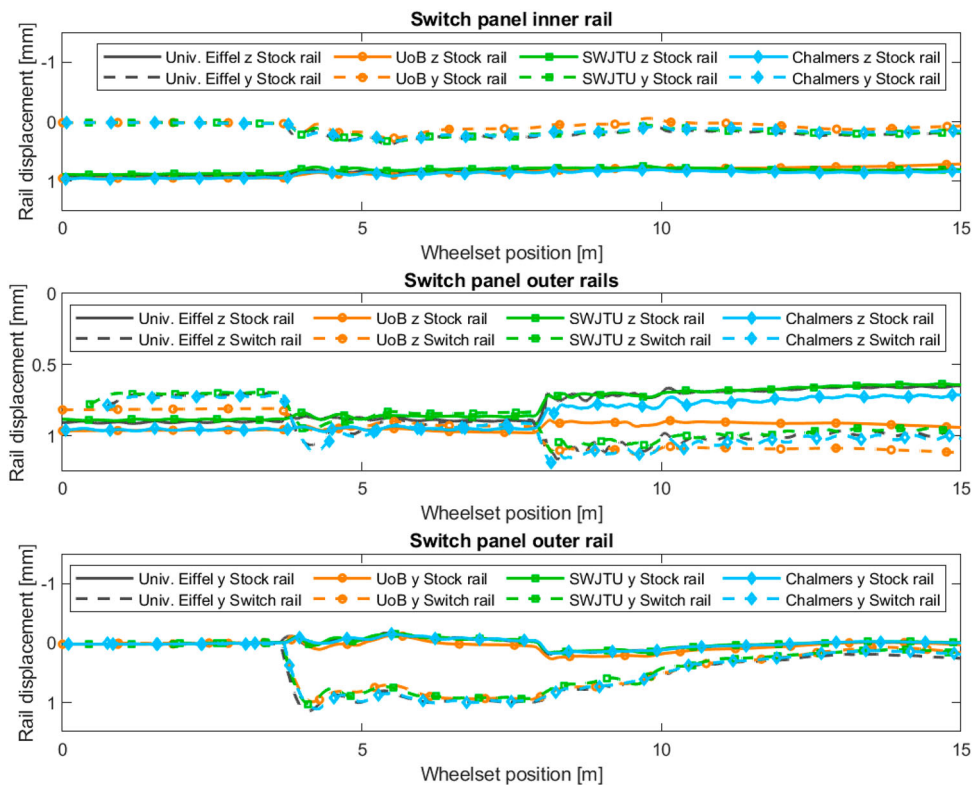 Switch panel inner rail
Univ. Eiffel z Stock rail UoB z Stock rail SWJTU z Stock rail Chalmers z Stock rail
Univ. Eiffel y Stock rail UoB y Stock rail SWJTU y Stock rail Chalmers y Stock rail
Rail displacement [mm]
-1
0
1
0 5 10 15
Wheelset position [m]
Switch panel outer rails
Univ. Eiffel z Stock rail UoB z Stock rail SWJTU z Stock rail Chalmers z Stock rail
Univ. Eiffel z Switch rail UoB z Switch rail SWJTU z Switch rail Chalmers z Switch rail
Rail displacement [mm]
0
0.5
1
0 5 10 15
Wheelset position [m]
Switch panel outer rail
Univ. Eiffel y Stock rail UoB y Stock rail SWJTU y Stock rail Chalmers y Stock rail
Univ. Eiffel y Switch rail UoB y Switch rail SWJTU y Switch rail Chalmers y Switch rail
Rail displacement [mm]
-1
0
1
0 5 10 15
Wheelset position [m]